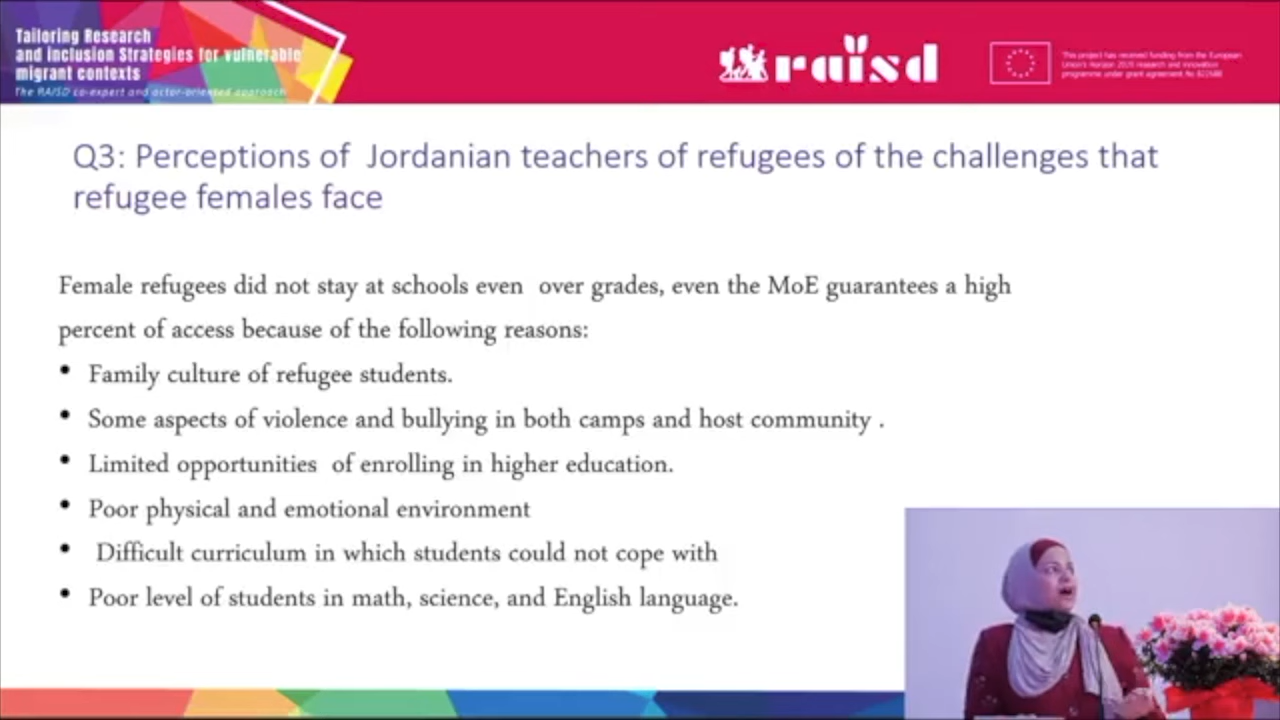 Tailoring Research
and Inclusion Strategies for vulnerable
migrant contexts
The RAISD co-expert and actor-oriented approach
raisd
This project has received funding from the European
Union's Horizon 2020 research and innovation
programme under grant agreement No
Q3: Perceptions of Jordanian teachers of refugees of the challenges that
refugee females face
Female refugees did not stay at schools even over grades, even the MoE guarantees a high
percent of access because of the following reasons:
• Family culture of refugee students.
• Some aspects of violence and bullying in both camps and host community .
• Limited opportunities of enrolling in higher education.
• Poor physical and emotional environment
• Difficult curriculum in which students could not cope with
• Poor level of students in math, science, and English language.